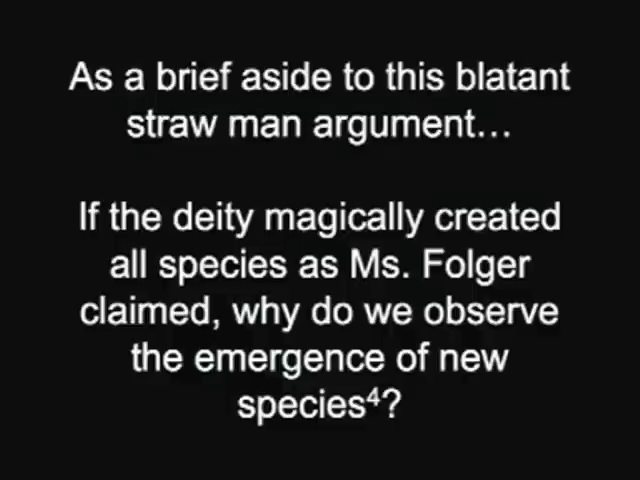 As a brief aside to this blatant
straw man argument...
If the deity magically created
all species as Ms. Folger
claimed, why do we observe
the emergence of new
species⁴?